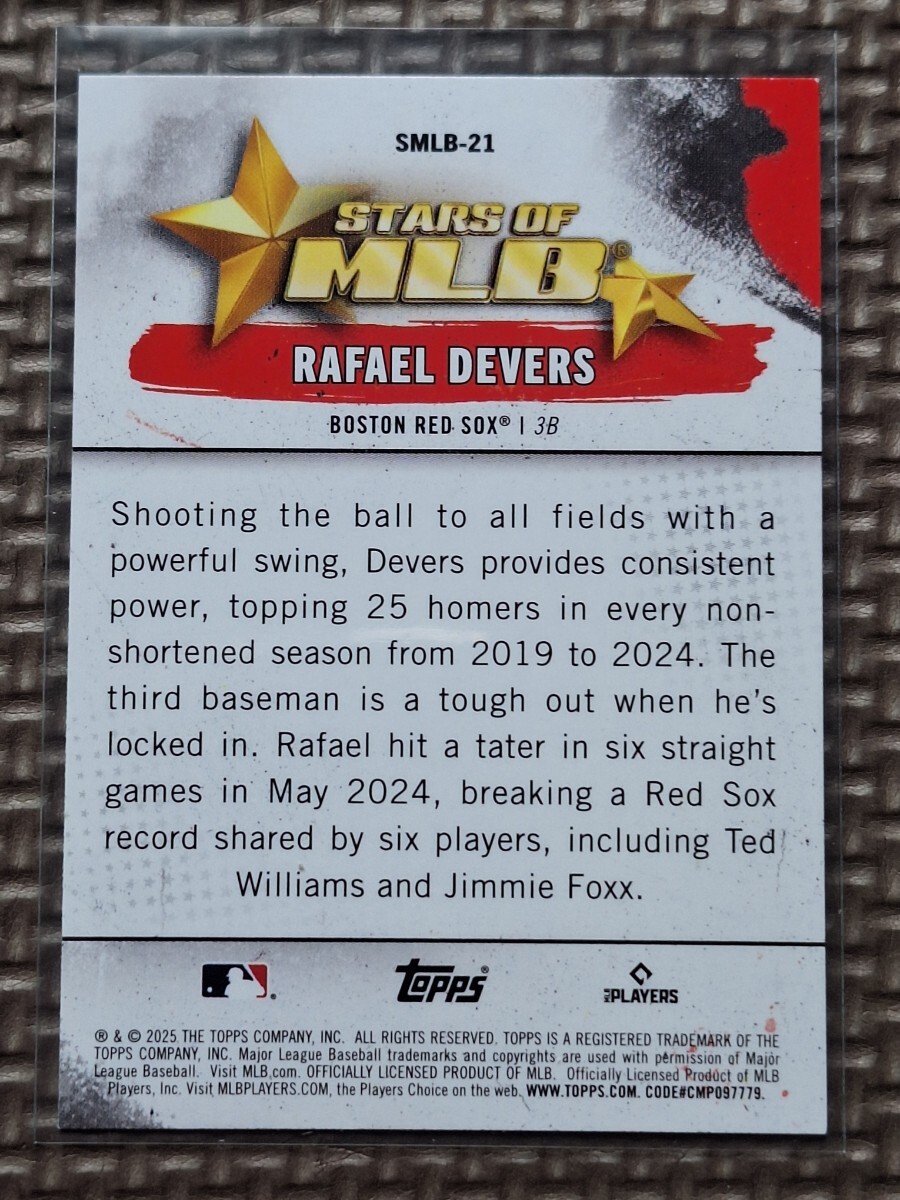 SMLB-21
STARS OF
MLB®
RAFAEL DEVERS
BOSTON RED SOX® | 3B
Shooting the ball to all fields with a
powerful swing, Devers provides consistent
power, topping 25 homers in every non-
shortened season from 2019 to 2024. The
third baseman is a tough out when he's
locked in. Rafael hit a tater in six straight
games in May 2024, breaking a Red Sox
record shared by six players, including Ted
Williams and Jimmie Foxx.
topps®
MLB PLAYERS
® & © 2025 THE TOPPS COMPANY, INC. ALL RIGHTS RESERVED. TOPPS IS A REGISTERED TRADEMARK OF THE
TOPPS COMPANY, INC. Major League Baseball trademarks and copyrights are used with permission of Major
League Baseball. Visit MLB.com. OFFICIALLY LICENSED PRODUCT OF MLB. Officially Licensed Product of MLB
Players, Inc. Visit MLBPLAYERS.COM, the Players Choice on the web. WWW.TOPPS.COM. CODE#CMP097779.